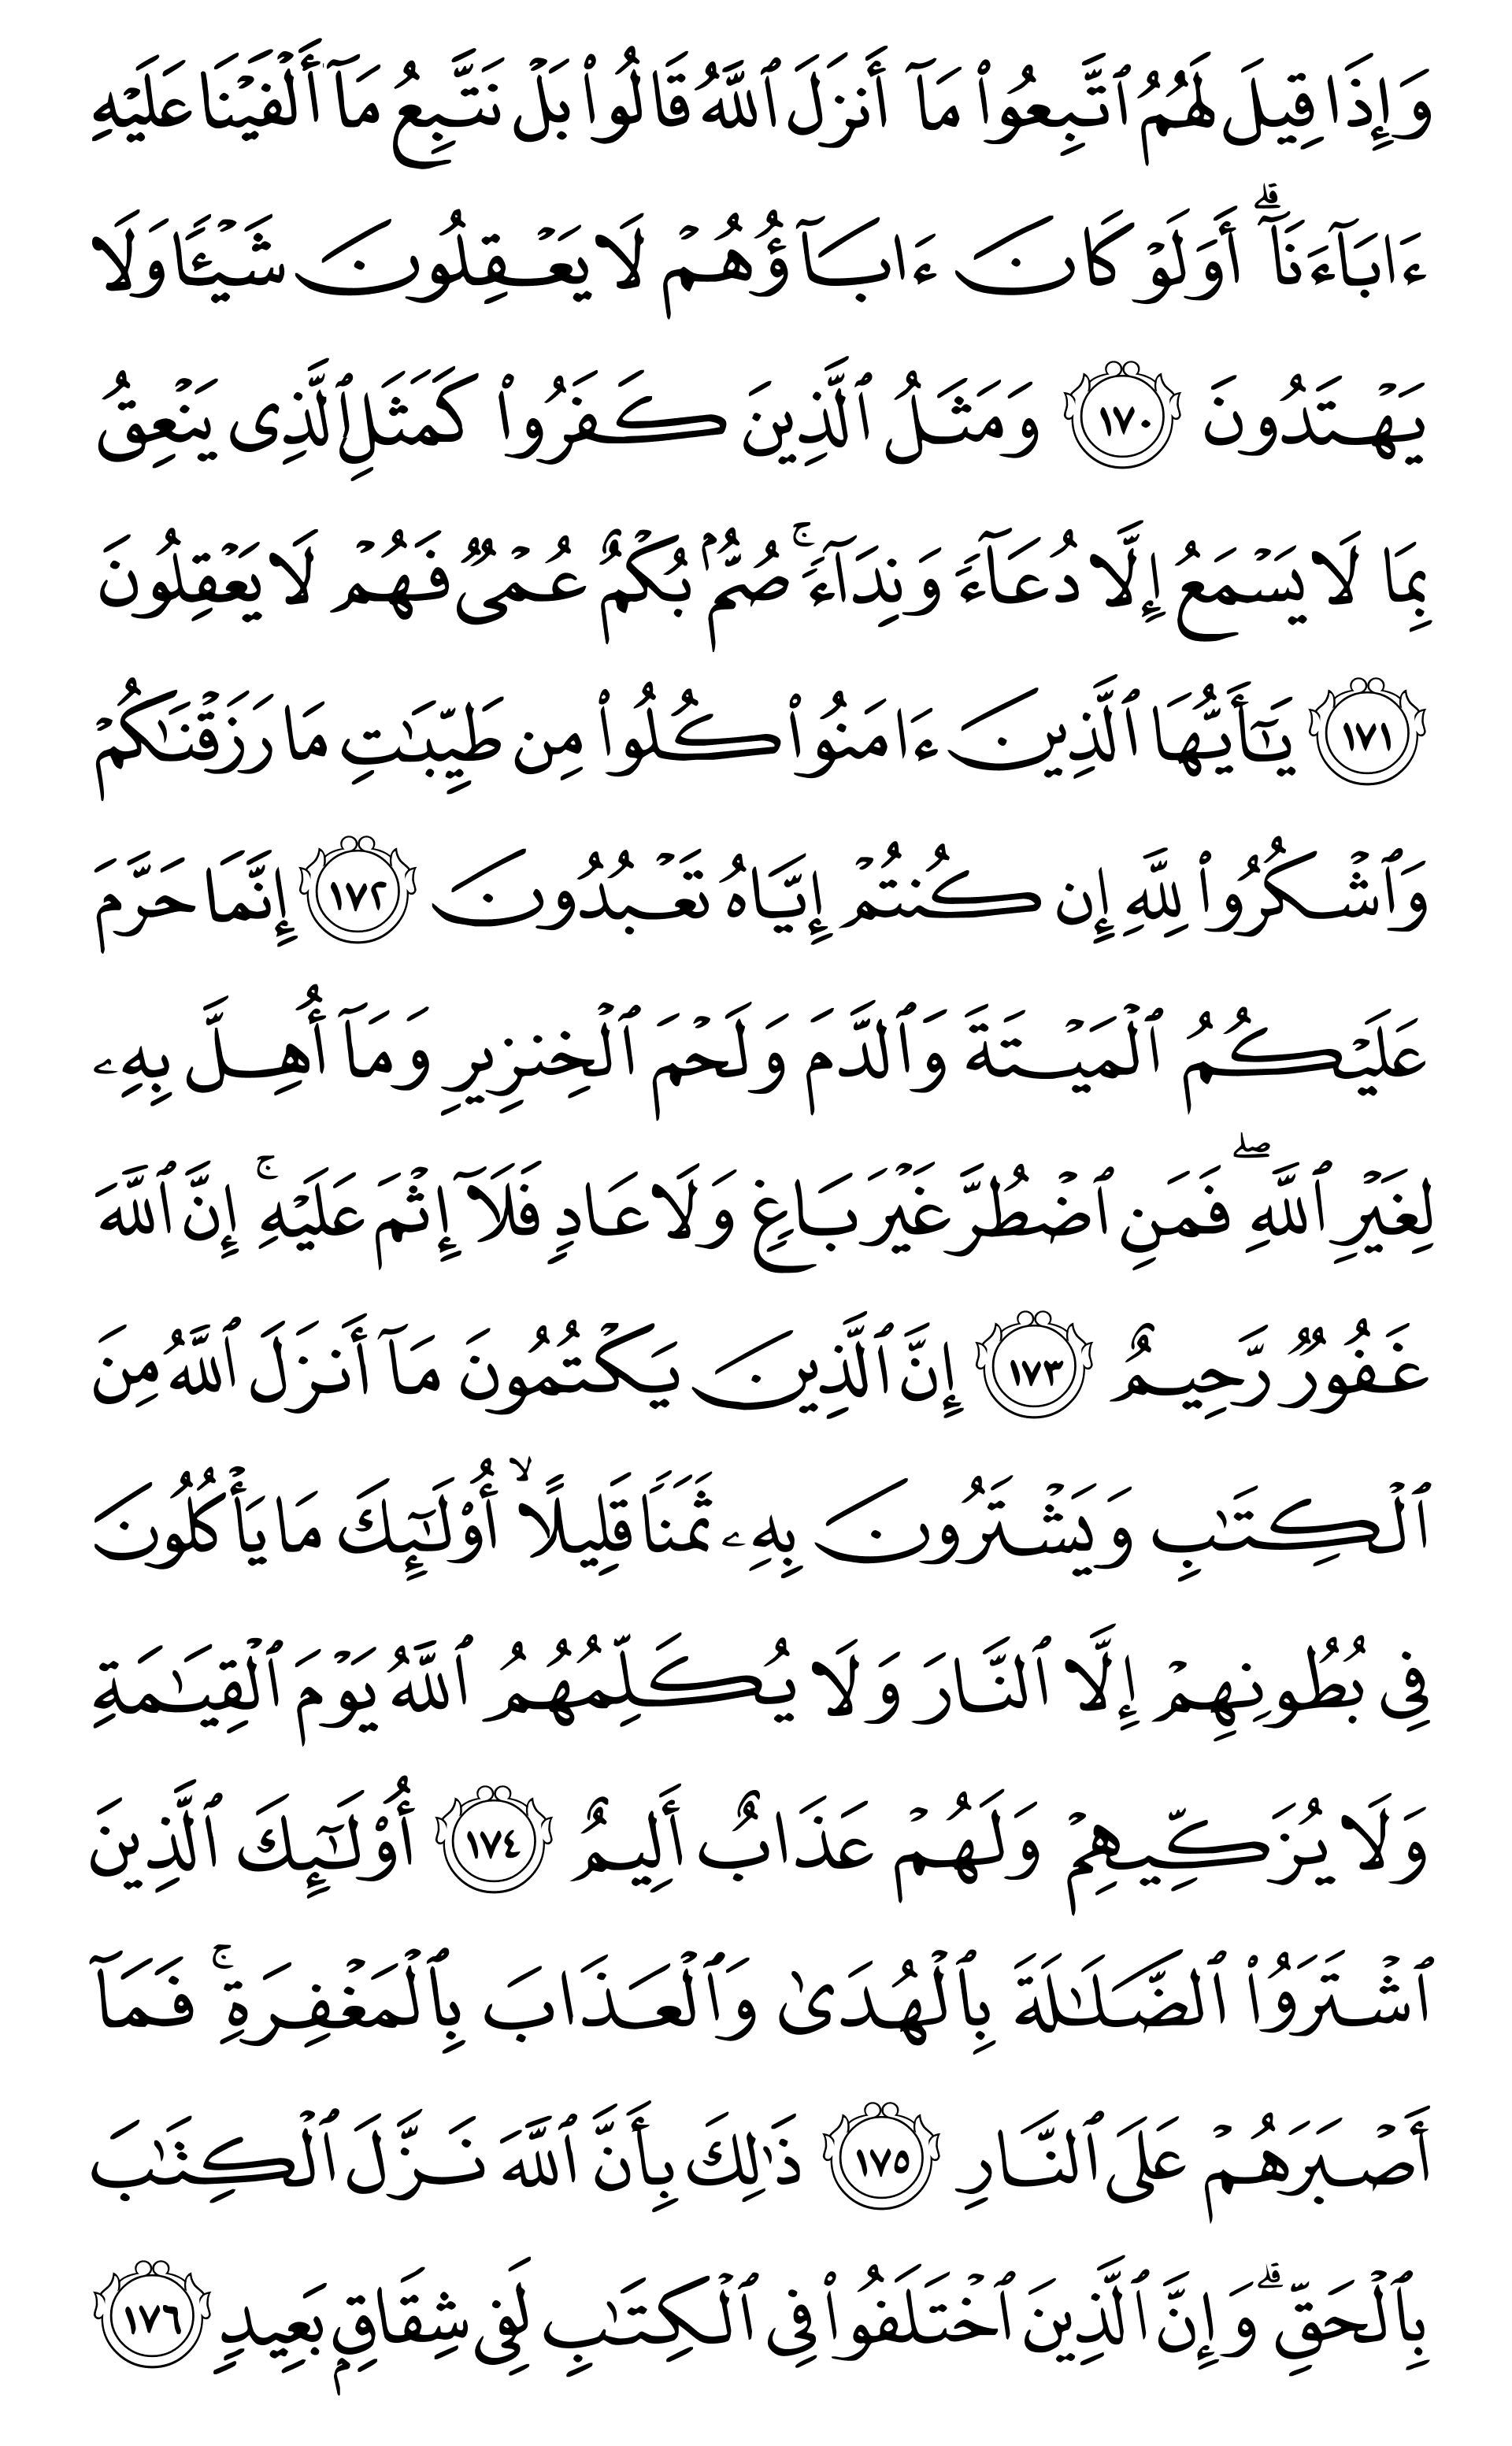 وَإِذَا قِيلَ لَهُمُ ٱتَّبِعُوا۟ مَآ أَنزَلَ ٱللَّهُ قَالُوا۟ بَلْ نَتَّبِعُ مَآ أَلْفَيْنَا عَلَيْهِ
ءَابَآءَنَآ ۗ أَوَلَوْ كَانَ ءَابَآؤُهُمْ لَا يَعْقِلُونَ شَيْـًٔا وَلَا
يَهْتَدُونَ ١٧٠ وَمَثَلُ ٱلَّذِينَ كَفَرُوا۟ كَمَثَلِ ٱلَّذِى يَنْعِقُ
بِمَا لَا يَسْمَعُ إِلَّا دُعَآءً وَنِدَآءً ۚ صُمٌّۢ بُكْمٌ عُمْىٌ فَهُمْ لَا يَعْقِلُونَ
١٧١ يَـٰٓأَيُّهَا ٱلَّذِينَ ءَامَنُوا۟ كُلُوا۟ مِن طَيِّبَـٰتِ مَا رَزَقْنَـٰكُمْ
وَٱشْكُرُوا۟ لِلَّهِ إِن كُنتُمْ إِيَّاهُ تَعْبُدُونَ ١٧٢ إِنَّمَا حَرَّمَ
عَلَيْكُمُ ٱلْمَيْتَةَ وَٱلدَّمَ وَلَحْمَ ٱلْخِنزِيرِ وَمَآ أُهِلَّ بِهِۦ
لِغَيْرِ ٱللَّهِ ۖ فَمَنِ ٱضْطُرَّ غَيْرَ بَاغٍ وَلَا عَادٍ فَلَآ إِثْمَ عَلَيْهِ ۚ إِنَّ ٱللَّهَ
غَفُورٌ رَّحِيمٌ ١٧٣ إِنَّ ٱلَّذِينَ يَكْتُمُونَ مَآ أَنزَلَ ٱللَّهُ مِنَ
ٱلْكِتَـٰبِ وَيَشْتَرُونَ بِهِۦ ثَمَنًا قَلِيلًا ۙ أُو۟لَـٰٓئِكَ مَا يَأْكُلُونَ
فِى بُطُونِهِمْ إِلَّا ٱلنَّارَ وَلَا يُكَلِّمُهُمُ ٱللَّهُ يَوْمَ ٱلْقِيَـٰمَةِ
وَلَا يُزَكِّيهِمْ وَلَهُمْ عَذَابٌ أَلِيمٌ ١٧٤ أُو۟لَـٰٓئِكَ ٱلَّذِينَ
ٱشْتَرَوُا۟ ٱلضَّلَـٰلَةَ بِٱلْهُدَىٰ وَٱلْعَذَابَ بِٱلْمَغْفِرَةِ ۚ فَمَآ
أَصْبَرَهُمْ عَلَى ٱلنَّارِ ١٧٥ ذَٰلِكَ بِأَنَّ ٱللَّهَ نَزَّلَ ٱلْكِتَـٰبَ
بِٱلْحَقِّ ۗ وَإِنَّ ٱلَّذِينَ ٱخْتَلَفُوا۟ فِى ٱلْكِتَـٰبِ لَفِى شِقَاقٍۭ بَعِيدٍ ١٧٦